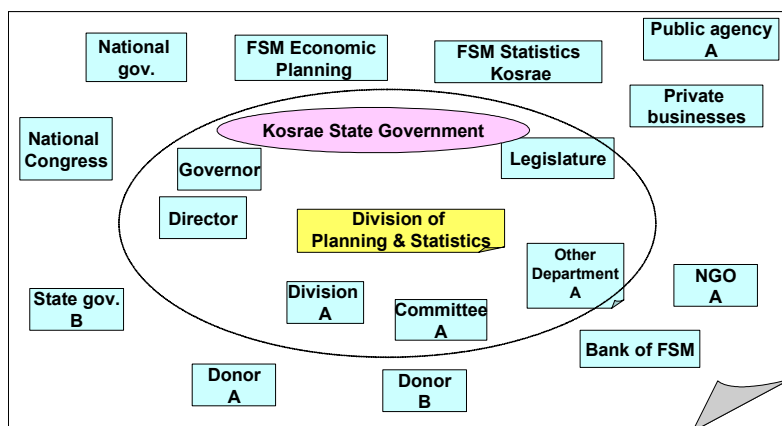 Public agency
A
National
gov.
FSM Economic
Planning
FSM Statistics
Kosrae
Private
businesses
Kosrae State Government
National
Congress
Legislature
Governor
Director
Division of
Planning & Statistics
Other
Department
A
NGO
A
Division
A
State gov.
B
Committee
A
Bank of FSM
Donor
A
Donor
B